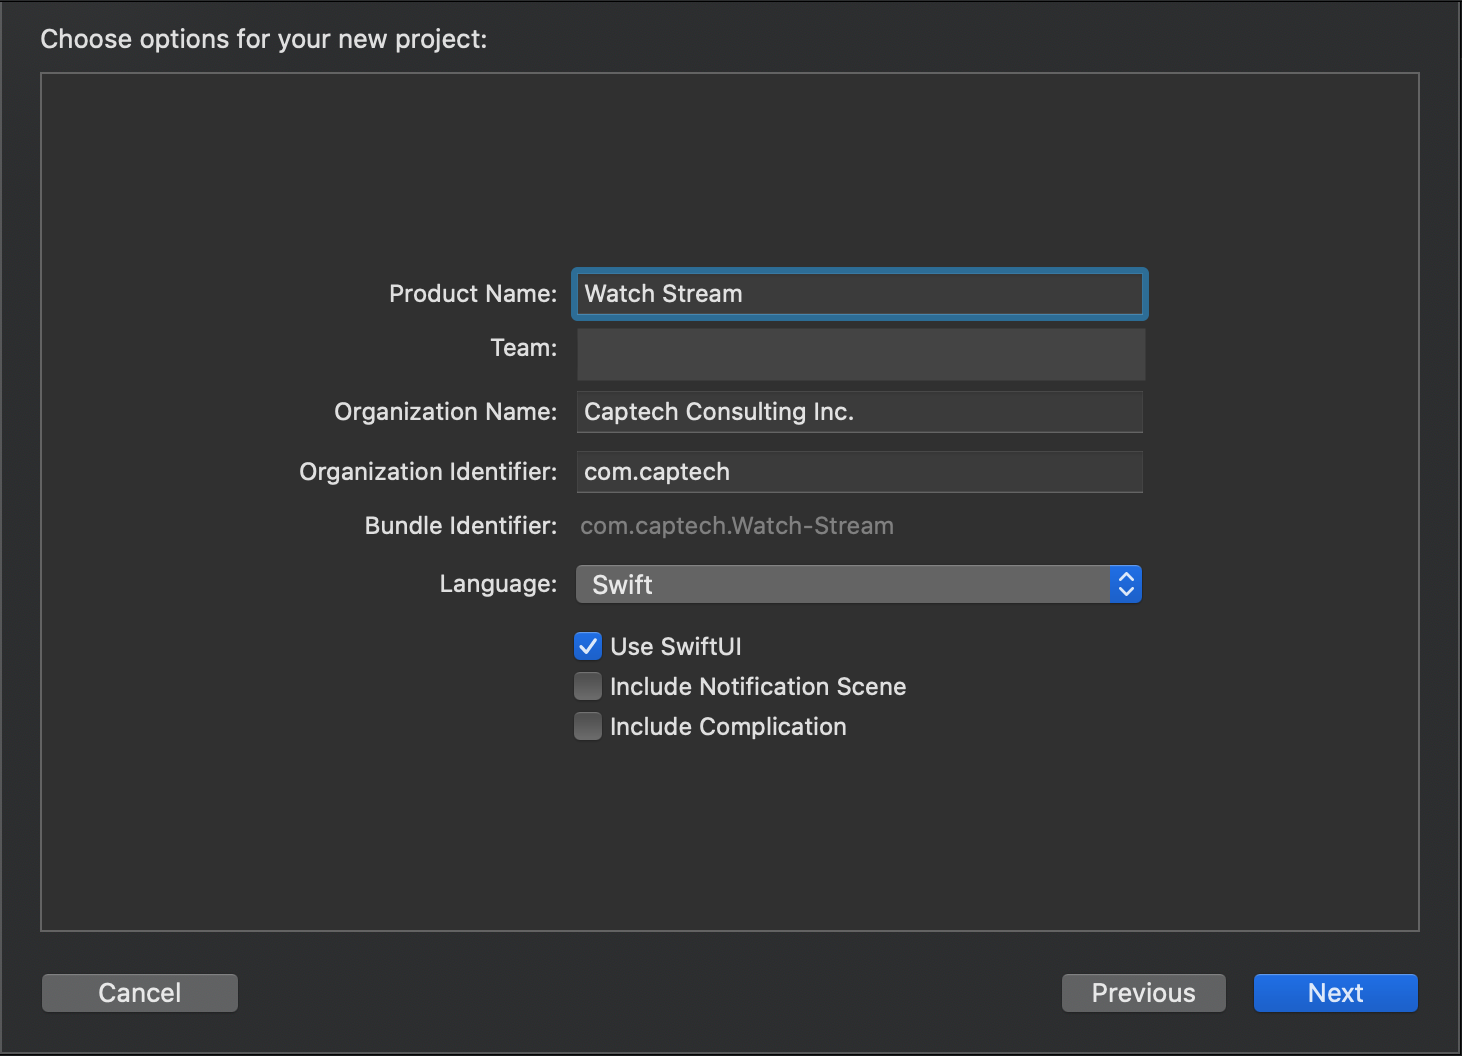 Choose options for your new project:
Product Name: Watch Stream
Team:
Organization Name: Captech Consulting Inc.
Organization Identifier: com.captech
Bundle Identifier: com.captech.Watch-Stream
Language: Swift
Use SwiftUI
Include Notification Scene
Include Complication
Cancel Previous Next